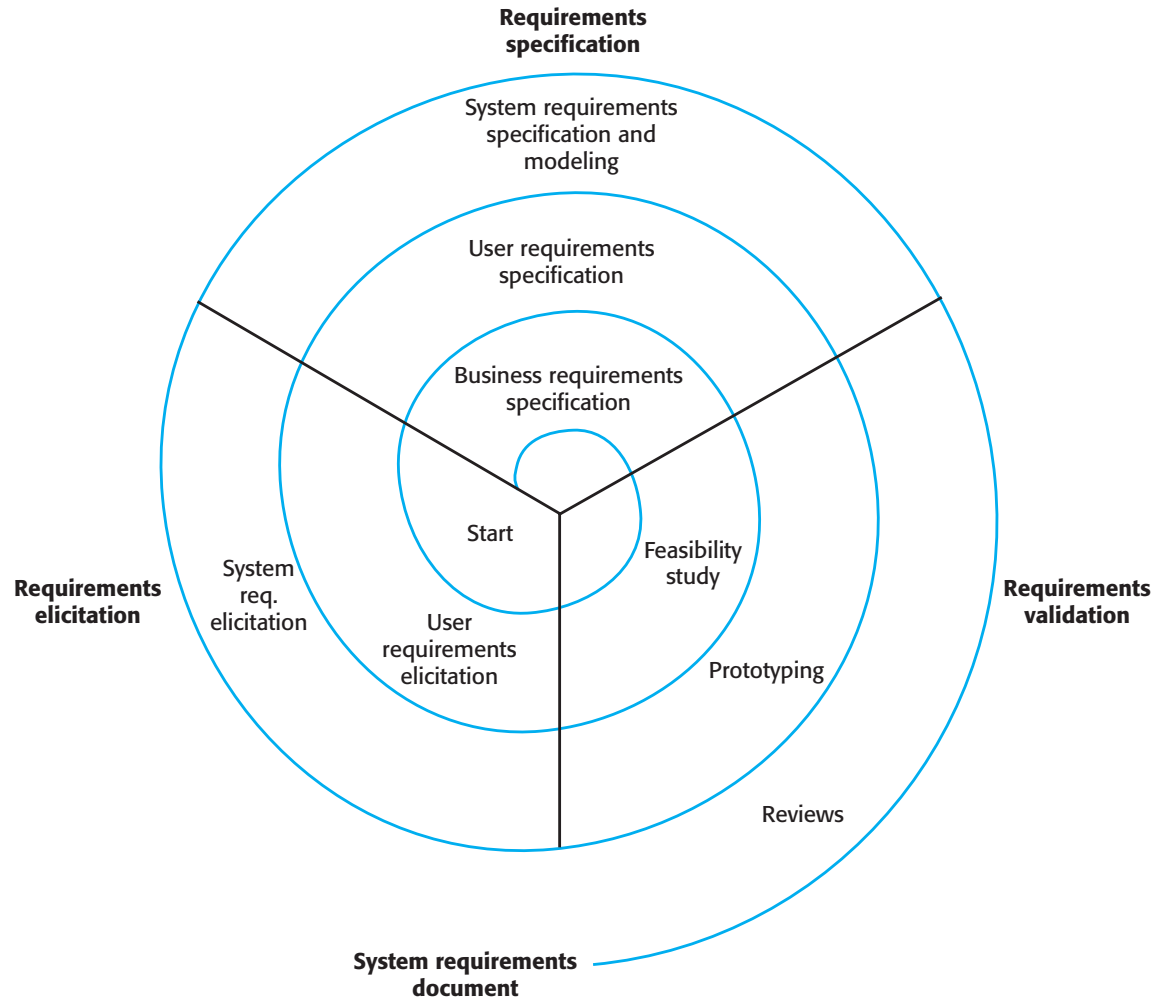 Requirements
specification
System requirements
specification and
modeling
User requirements
specification
Business requirements
specification
Start
Feasibility
study
System
req.
elicitation
Requirements
elicitation
Requirements
validation
User
requirements
elicitation
Prototyping
Reviews
System requirements
document